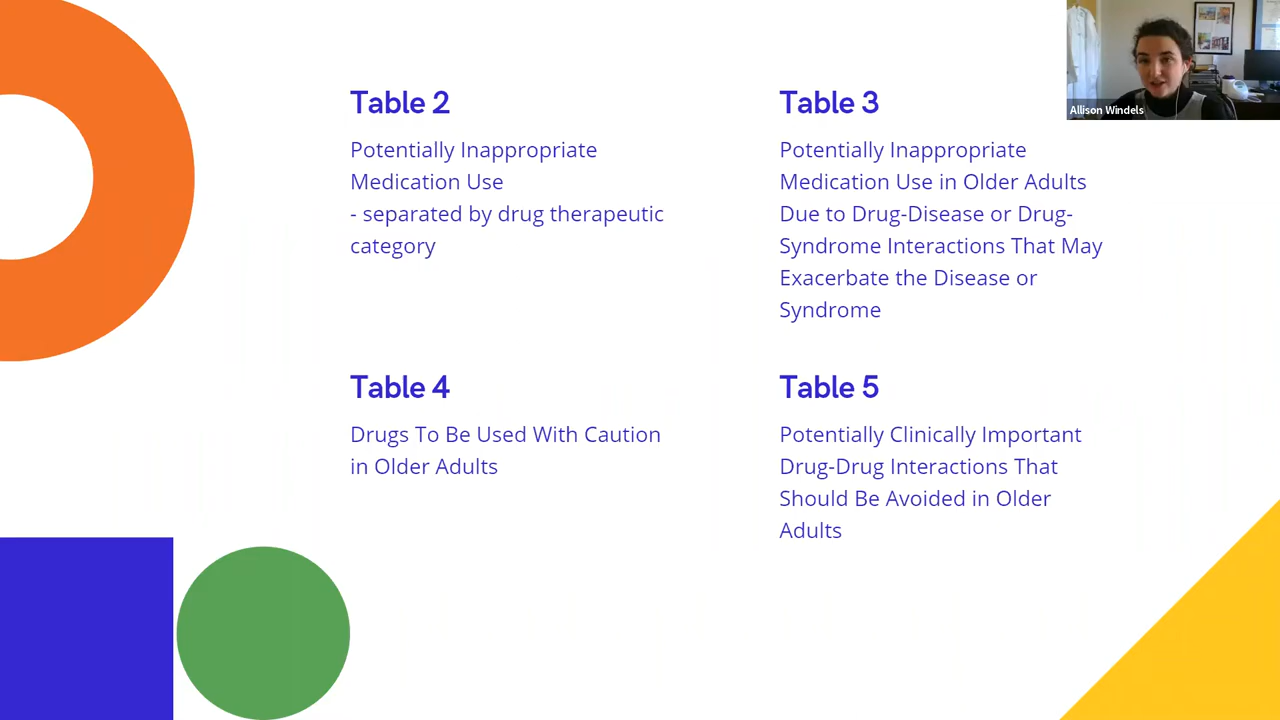 Table 2
Potentially Inappropriate
Medication Use
- separated by drug therapeutic
category
Table 3
Potentially Inappropriate
Medication Use in Older Adults
Due to Drug-Disease or Drug-
Syndrome Interactions That May
Exacerbate the Disease or
Syndrome
Allison Windels
Table 4
Drugs To Be Used With Caution
in Older Adults
Table 5
Potentially Clinically Important
Drug-Drug Interactions That
Should Be Avoided in Older
Adults